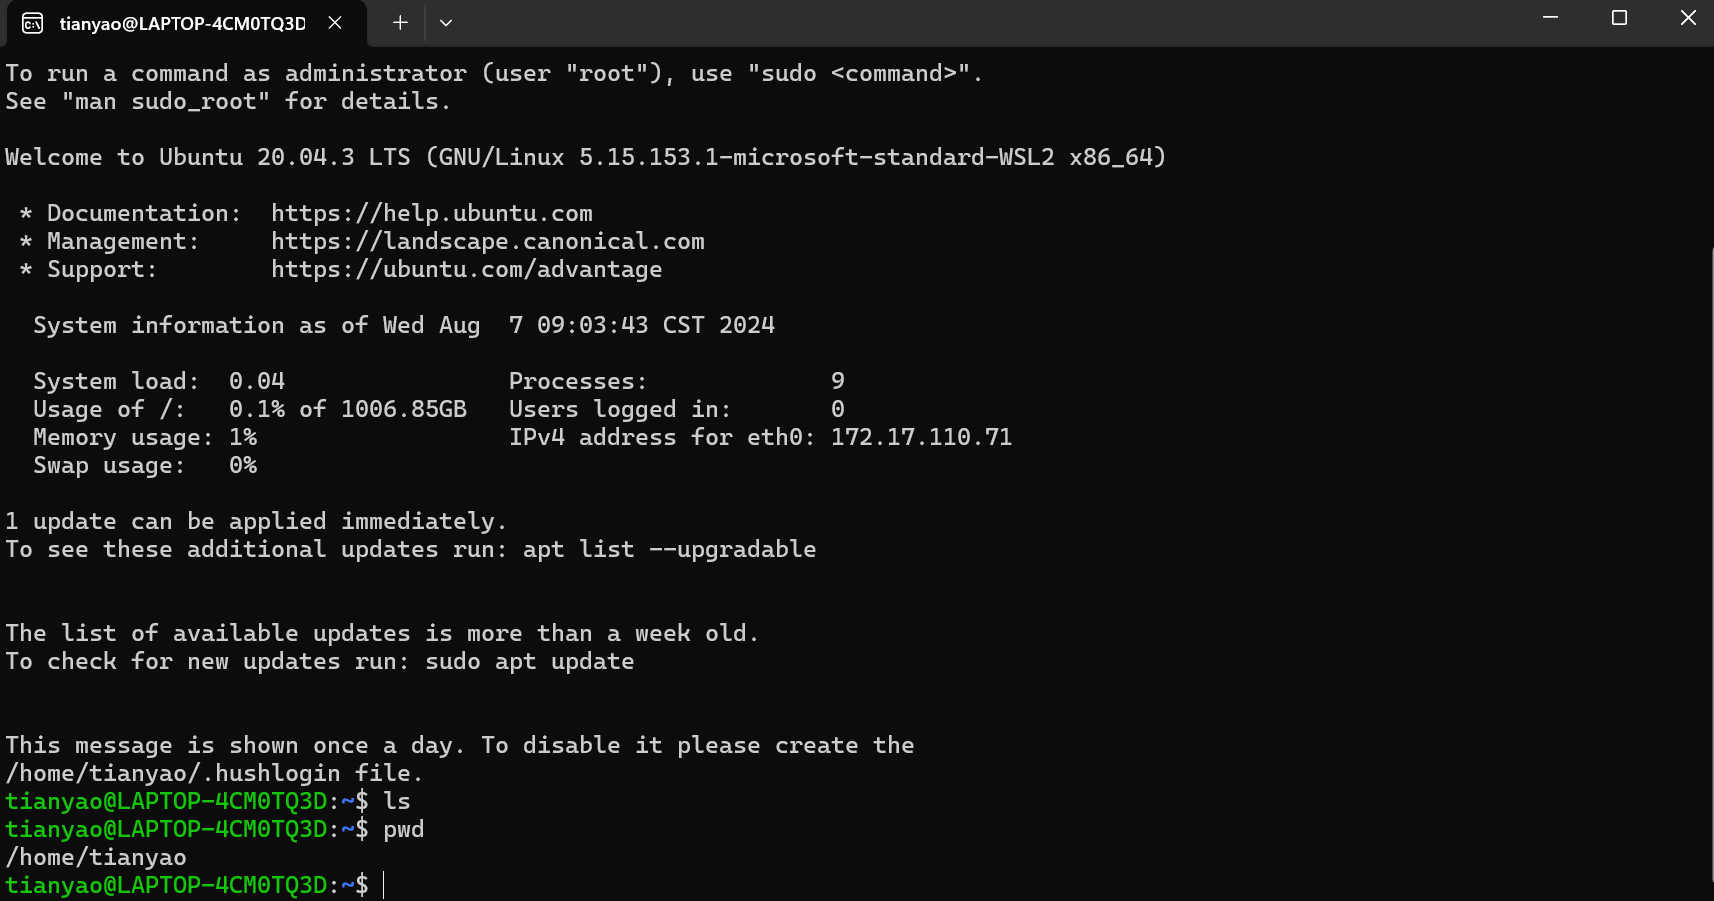 tianyao@LAPTOP-4CM0TQ3D
To run a command as administrator (user "root"), use "sudo <command>".
See "man sudo_root" for details.
Welcome to Ubuntu 20.04.3 LTS (GNU/Linux 5.15.153.1-microsoft-standard-WSL2 x86_64)
* Documentation:  https://help.ubuntu.com
* Management:     https://landscape.canonical.com
* Support:        https://ubuntu.com/advantage
System information as of Wed Aug  7 09:03:43 CST 2024
System load:  0.04                Processes:             9
Usage of /:   0.1% of 1006.85GB   Users logged in:       0
Memory usage: 1%                  IPv4 address for eth0: 172.17.110.71
Swap usage:   0%
1 update can be applied immediately.
To see these additional updates run: apt list --upgradable
The list of available updates is more than a week old.
To check for new updates run: sudo apt update
This message is shown once a day. To disable it please create the
/home/tianyao/.hushlogin file.
tianyao@LAPTOP-4CM0TQ3D:~$ ls
tianyao@LAPTOP-4CM0TQ3D:~$ pwd
/home/tianyao
tianyao@LAPTOP-4CM0TQ3D:~$